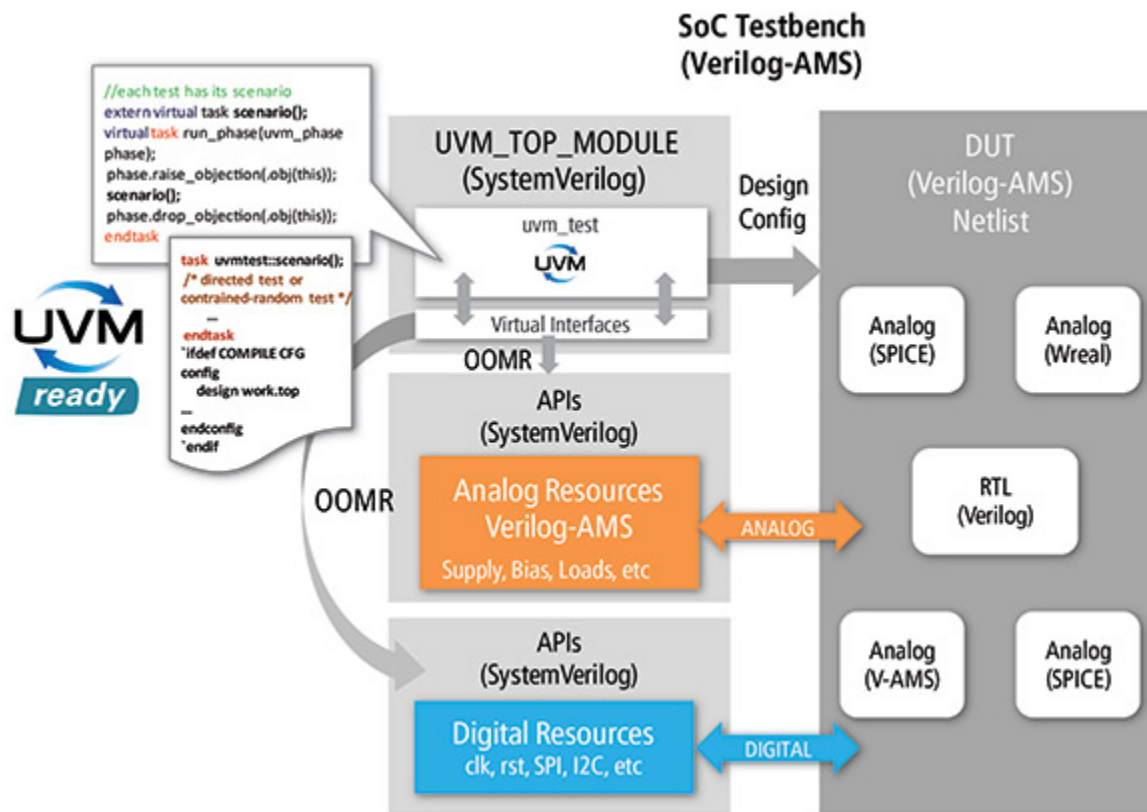 SoC Testbench
(Verilog-AMS)
//each test has its scenario
extern virtual task scenario();
virtual task run_phase(uvm_phase
phase);
phase.raise_objection(.obj(this));
scenario();
phase.drop_objection(.obj(this));
endtask
task uvmtest::scenario();
/* directed test or
contrained-random test */
...
endtask
`ifdef COMPILE CFG
config
design work.top
...
endconfig
`endif
UVM
ready
UVM_TOP_MODULE
(SystemVerilog)
uvm_test
UVM
Virtual Interfaces
Design
Config
OOMR
OOMR
APIs
(SystemVerilog)
Analog Resources
Verilog-AMS
Supply, Bias, Loads, etc
ANALOG
APIs
(SystemVerilog)
Digital Resources
clk, rst, SPI, I2C, etc
DIGITAL
DUT
(Verilog-AMS)
Netlist
Analog
(SPICE)
Analog
(Wreal)
RTL
(Verilog)
Analog
(V-AMS)
Analog
(SPICE)